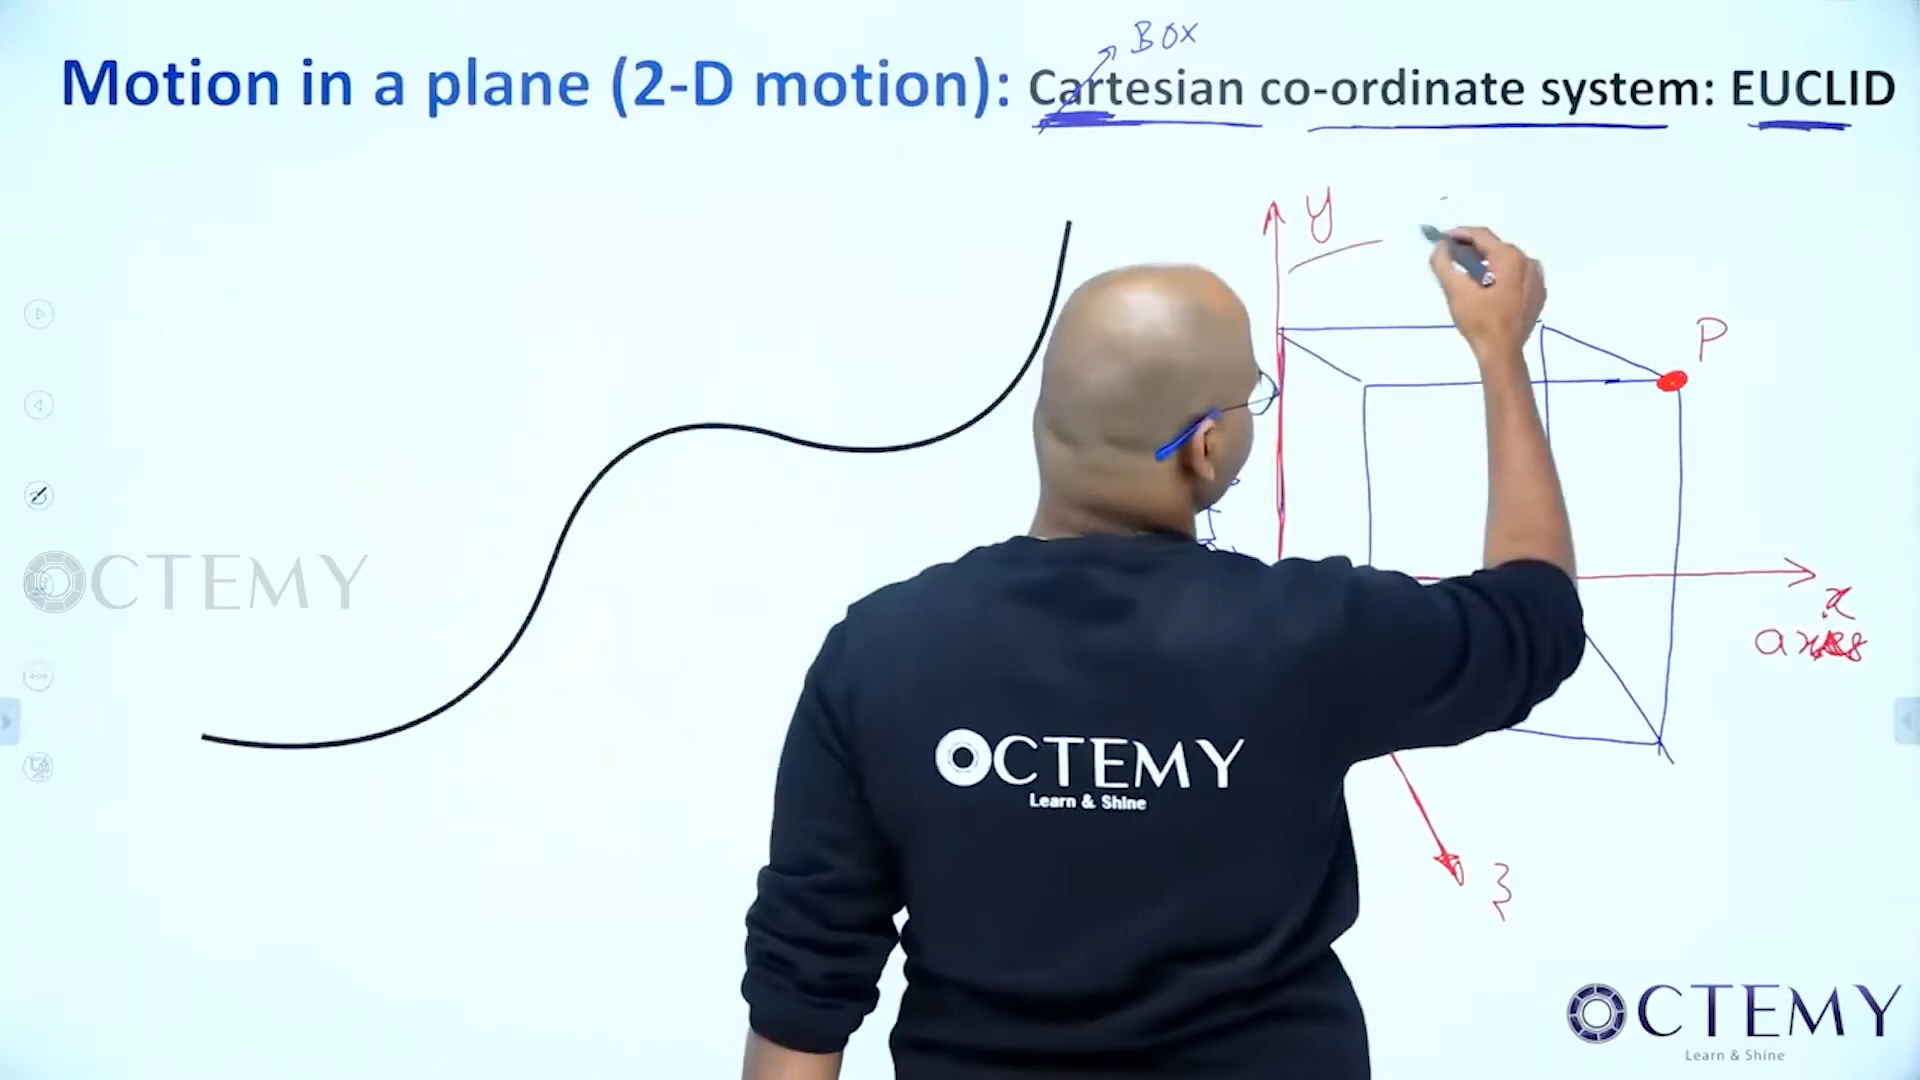 BOX
Motion in a plane (2-D motion): Cartesian co-ordinate system: EUCLID
y
P
x
OCTEMY
OCTEMY
Learn & Shine
z
OCTEMY
Learn & Shine